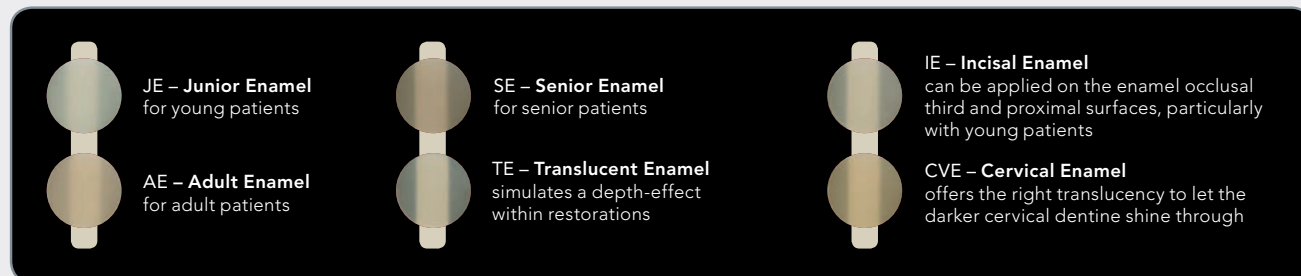 JE – Junior Enamel
for young patients
AE – Adult Enamel
for adult patients
SE – Senior Enamel
for senior patients
TE – Translucent Enamel
simulates a depth-effect
within restorations
IE – Incisal Enamel
can be applied on the enamel occlusal
third and proximal surfaces, particularly
with young patients
CVE – Cervical Enamel
offers the right translucency to let the
darker cervical dentine shine through